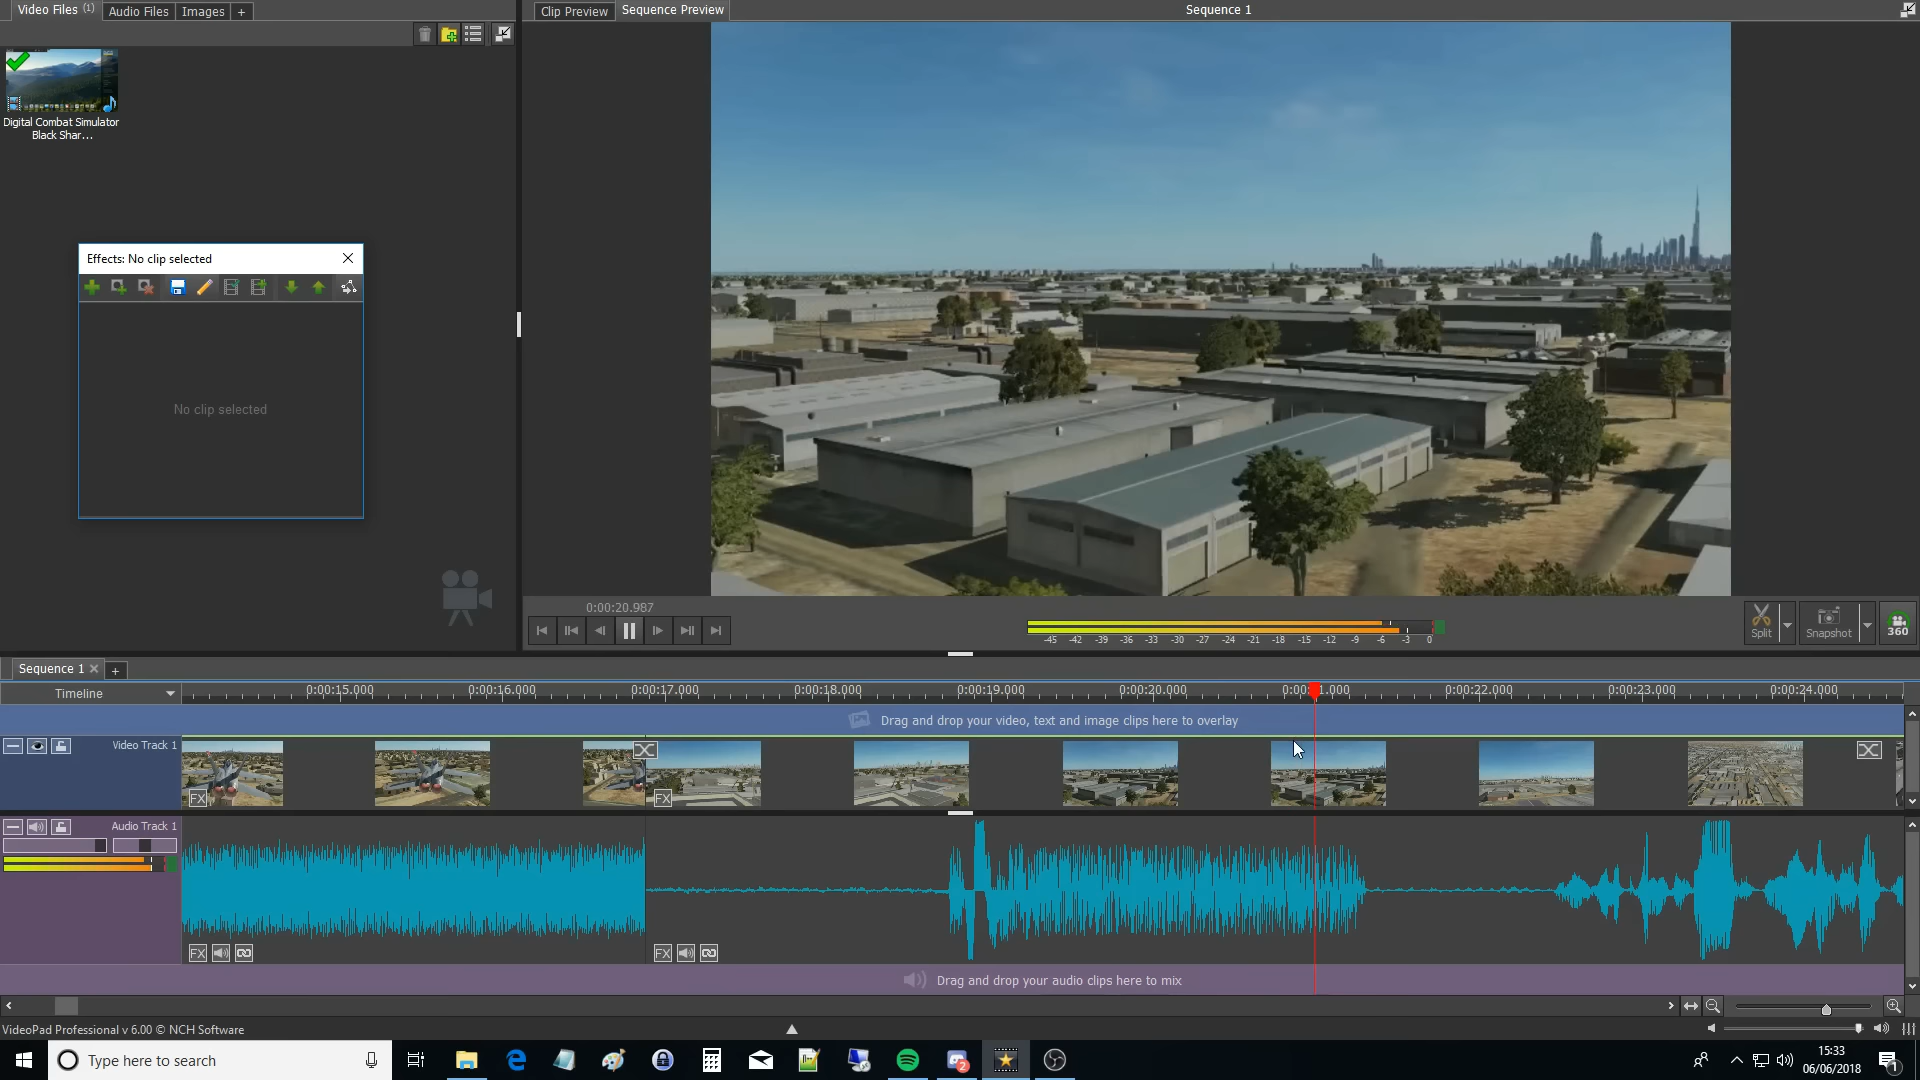 Video Files (1)
Audio Files
Images
+
Clip Preview
Sequence Preview
Sequence 1
Digital Combat Simulator
Black Shar...
Effects: No clip selected
No clip selected
0:00:20.987
-45 -42 -39 -36 -33 -30 -27 -24 -21 -18 -15 -12 -9 -6 -3 0
Split
Snapshot
360
Sequence 1
+
Timeline
0:00:15.000
0:00:16.000
0:00:17.000
0:00:18.000
0:00:19.000
0:00:20.000
0:00:22.000
0:00:23.000
0:00:24.000
Drag and drop your video, text and image clips here to overlay
Video Track 1
FX
FX
Audio Track 1
FX
FX
Drag and drop your audio clips here to mix
VideoPad Professional v 6.00 © NCH Software
Type here to search
2
15:33
06/06/2018
1